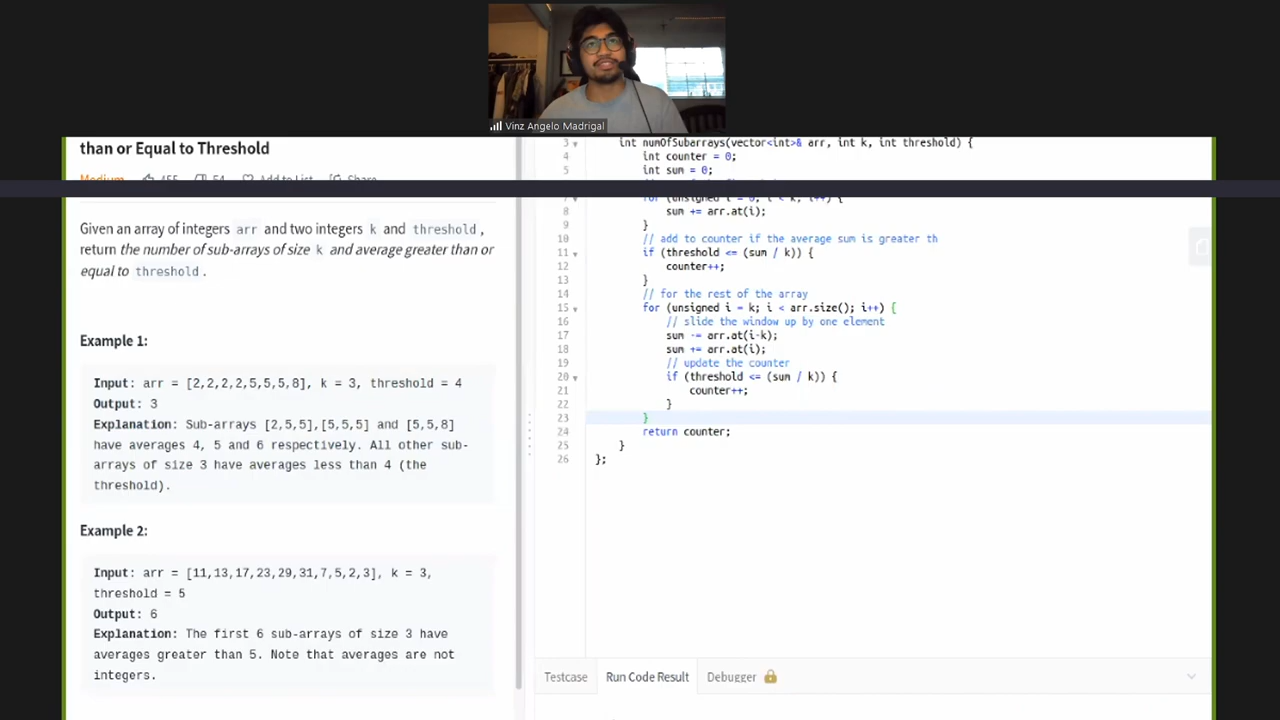 Vinz Angelo Madrigal
than or Equal to Threshold
Medium 455 54 Add to List Share
Given an array of integers arr and two integers k and threshold,
return the number of sub-arrays of size k and average greater than or
equal to threshold.
Example 1:
Input: arr = [2,2,2,2,5,5,5,8], k = 3, threshold = 4
Output: 3
Explanation: Sub-arrays [2,5,5],[5,5,5] and [5,5,8]
have averages 4, 5 and 6 respectively. All other sub-
arrays of size 3 have averages less than 4 (the
threshold).
Example 2:
Input: arr = [11,13,17,23,29,31,7,5,2,3], k = 3,
threshold = 5
Output: 6
Explanation: The first 6 sub-arrays of size 3 have
averages greater than 5. Note that averages are not
integers.
3 int numOfSubarrays(vector<int>& arr, int k, int threshold) {
4 int counter = 0;
5 int sum = 0;
7 for (unsigned i = 0; i < k; i++) {
8 sum += arr.at(i);
9 }
10 // add to counter if the average sum is greater th
11 if (threshold <= (sum / k)) {
12 counter++;
13 }
14 // for the rest of the array
15 for (unsigned i = k; i < arr.size(); i++) {
16 // slide the window up by one element
17 sum -= arr.at(i-k);
18 sum += arr.at(i);
19 // update the counter
20 if (threshold <= (sum / k)) {
21 counter++;
22 }
23 }
24 return counter;
25 }
26 };
Testcase Run Code Result Debugger